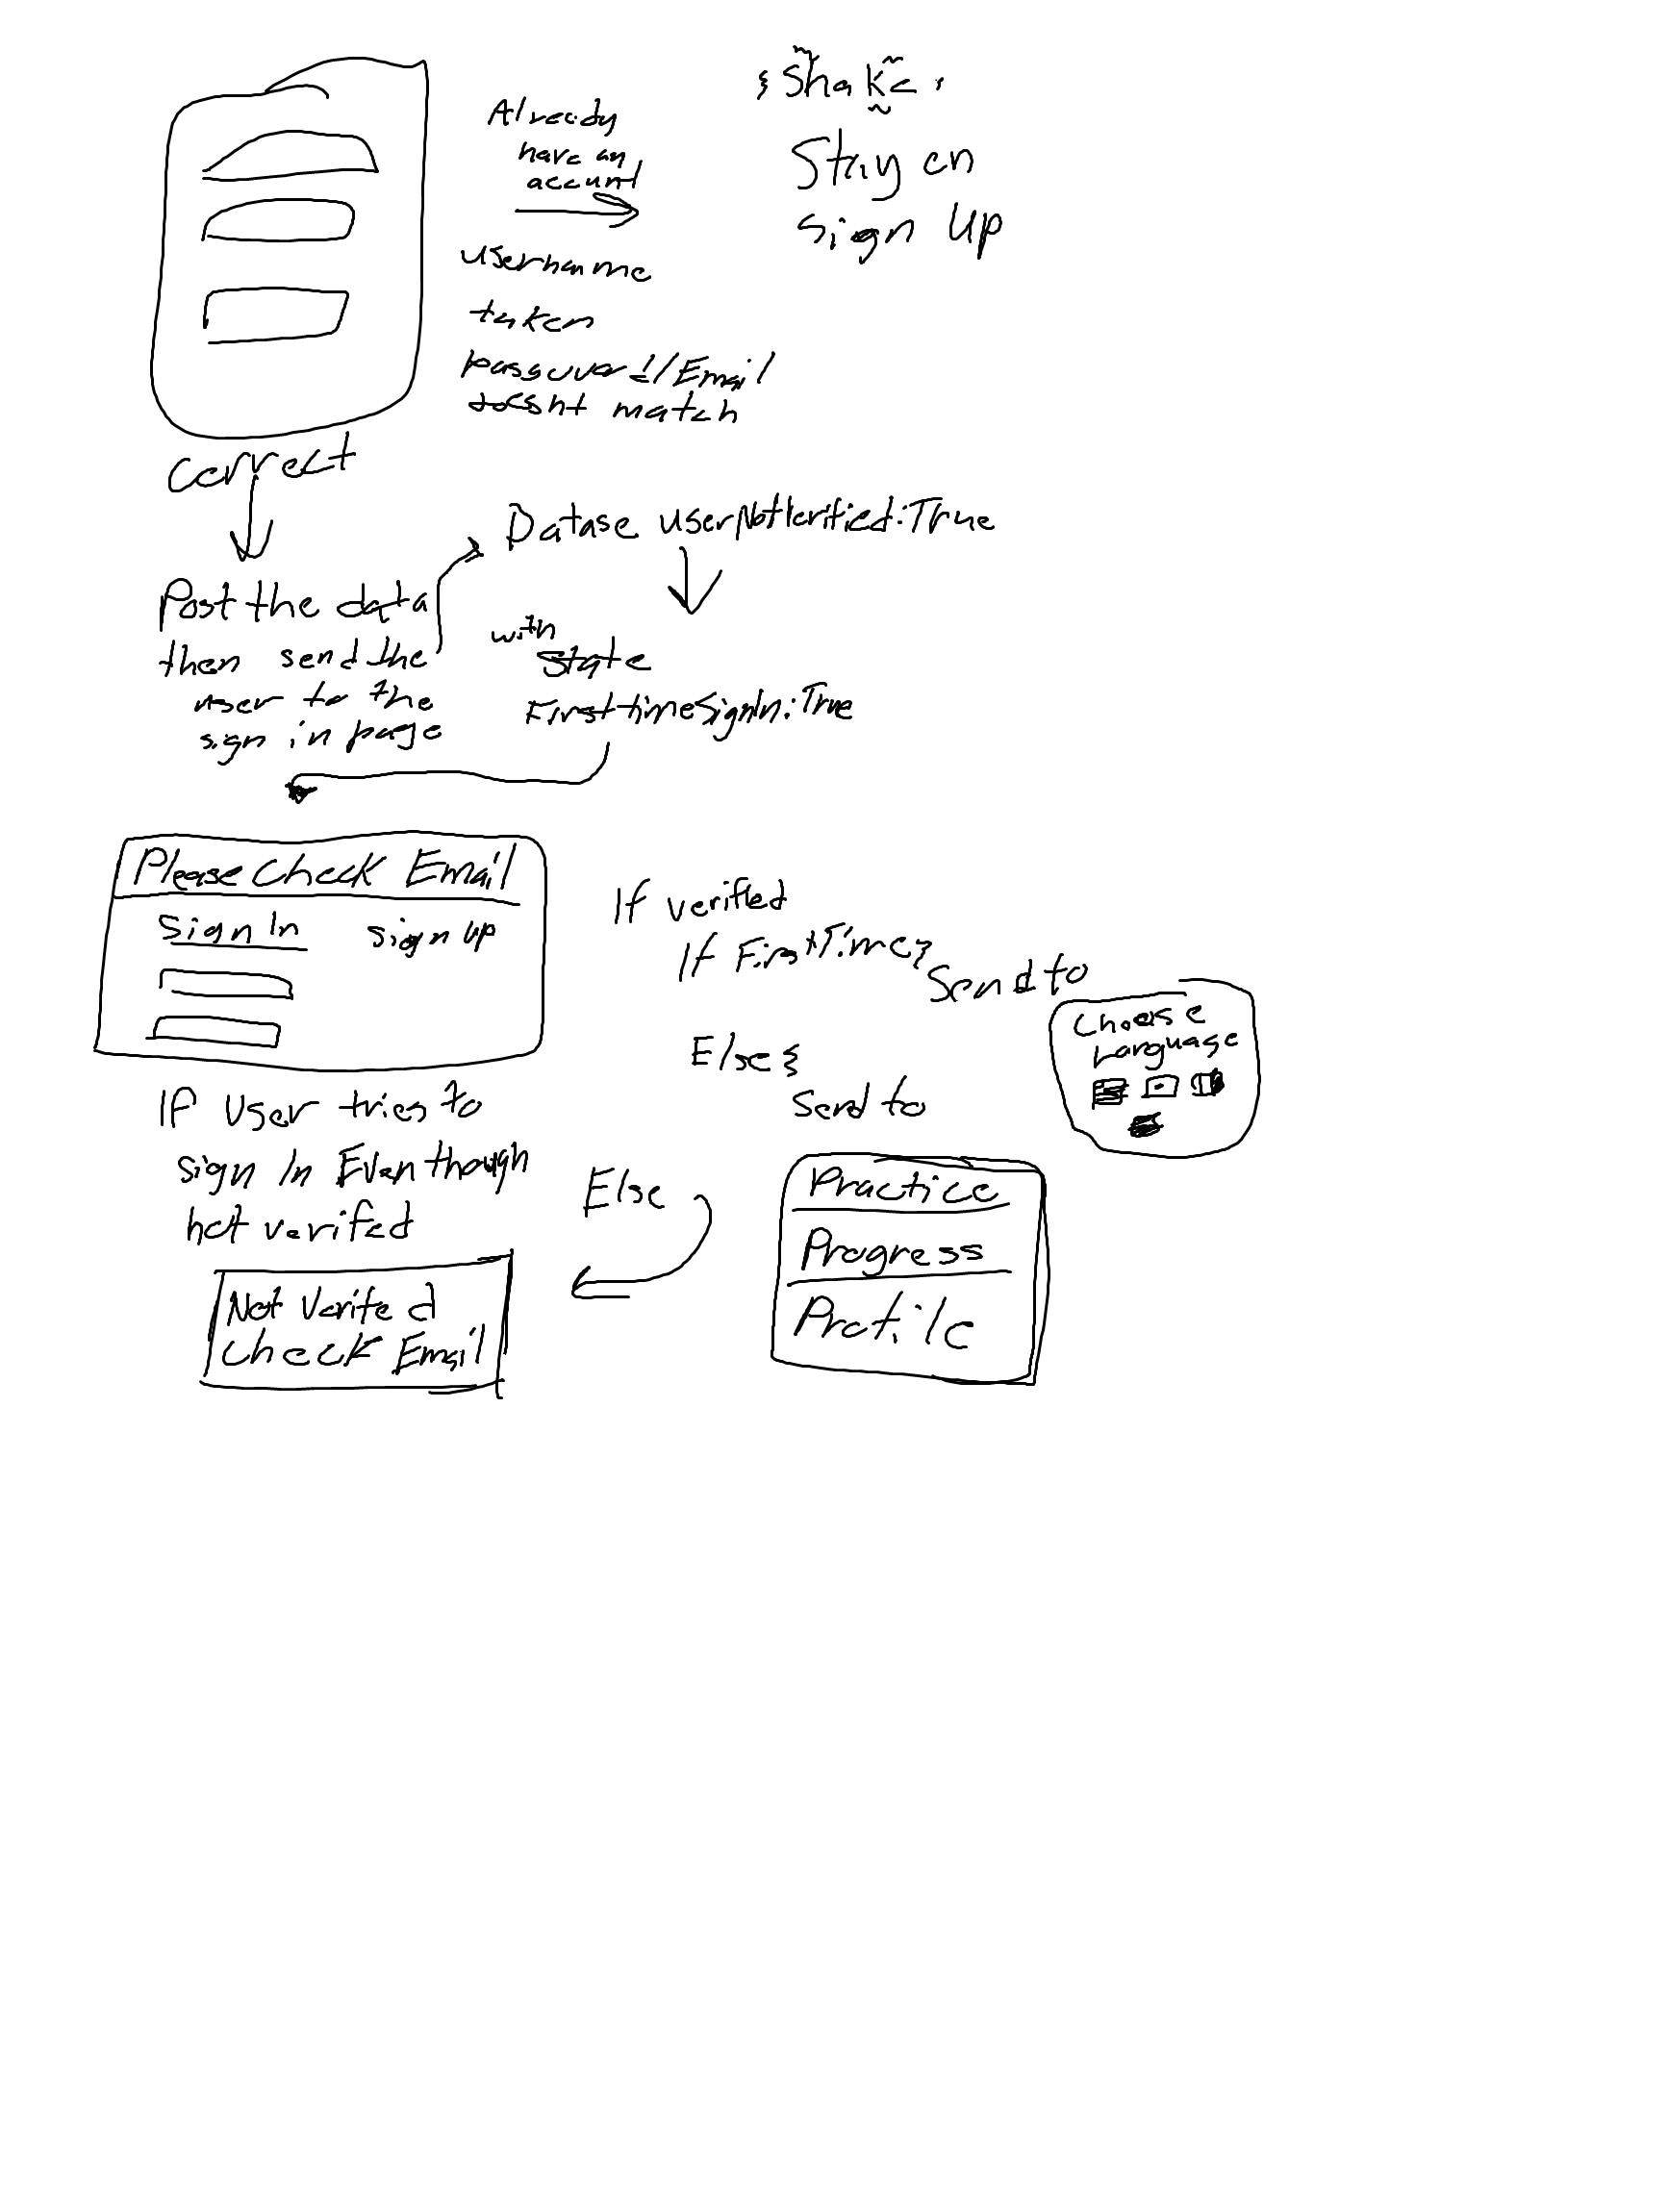 Already
have an
account
Shake
Stay on
Sign Up
username
taken
password/Email
doesnt match
correct
Datase userNotVerified:True
Post the data
then send the
user to the
sign in page
with
state
FirsttimeSignIn:True
Please Check Email
Sign In
sign up
If verified
If FirstTime{
Send to
Choose
Language
Else {
Send to
Practice
Progress
Profile
IF User tries to
sign In Even though
not verifed
Else
Not Verifed
Check Email